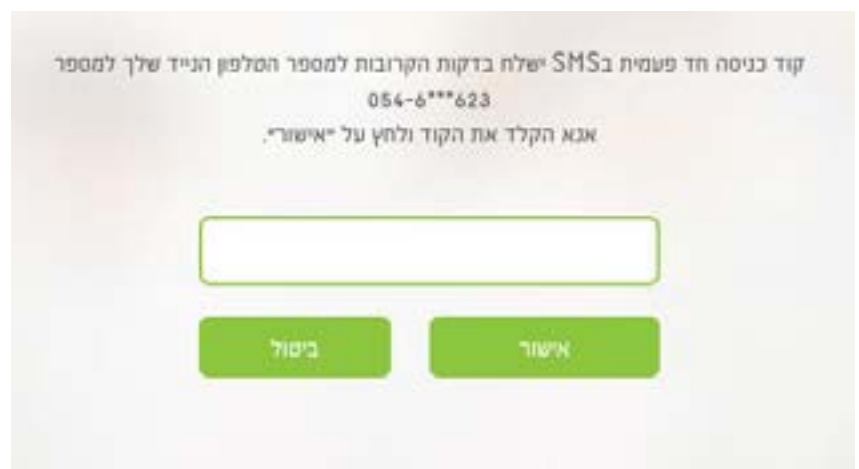 קוד כניסה חד פעמית בSMS ישלח בדקות הקרובות למספר הטלפון הנייד שלך למספר
054-6***623
אנא הקלד את הקוד ולחץ על "אישור".
אישור
ביטול